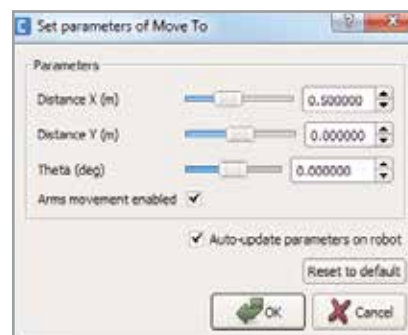 Set parameters of Move To
Parameters
Distance X (m) 0.500000
Distance Y (m) 0.000000
Theta (deg) 0.000000
Arms movement enabled
Auto-update parameters on robot
Reset to default
OK Cancel